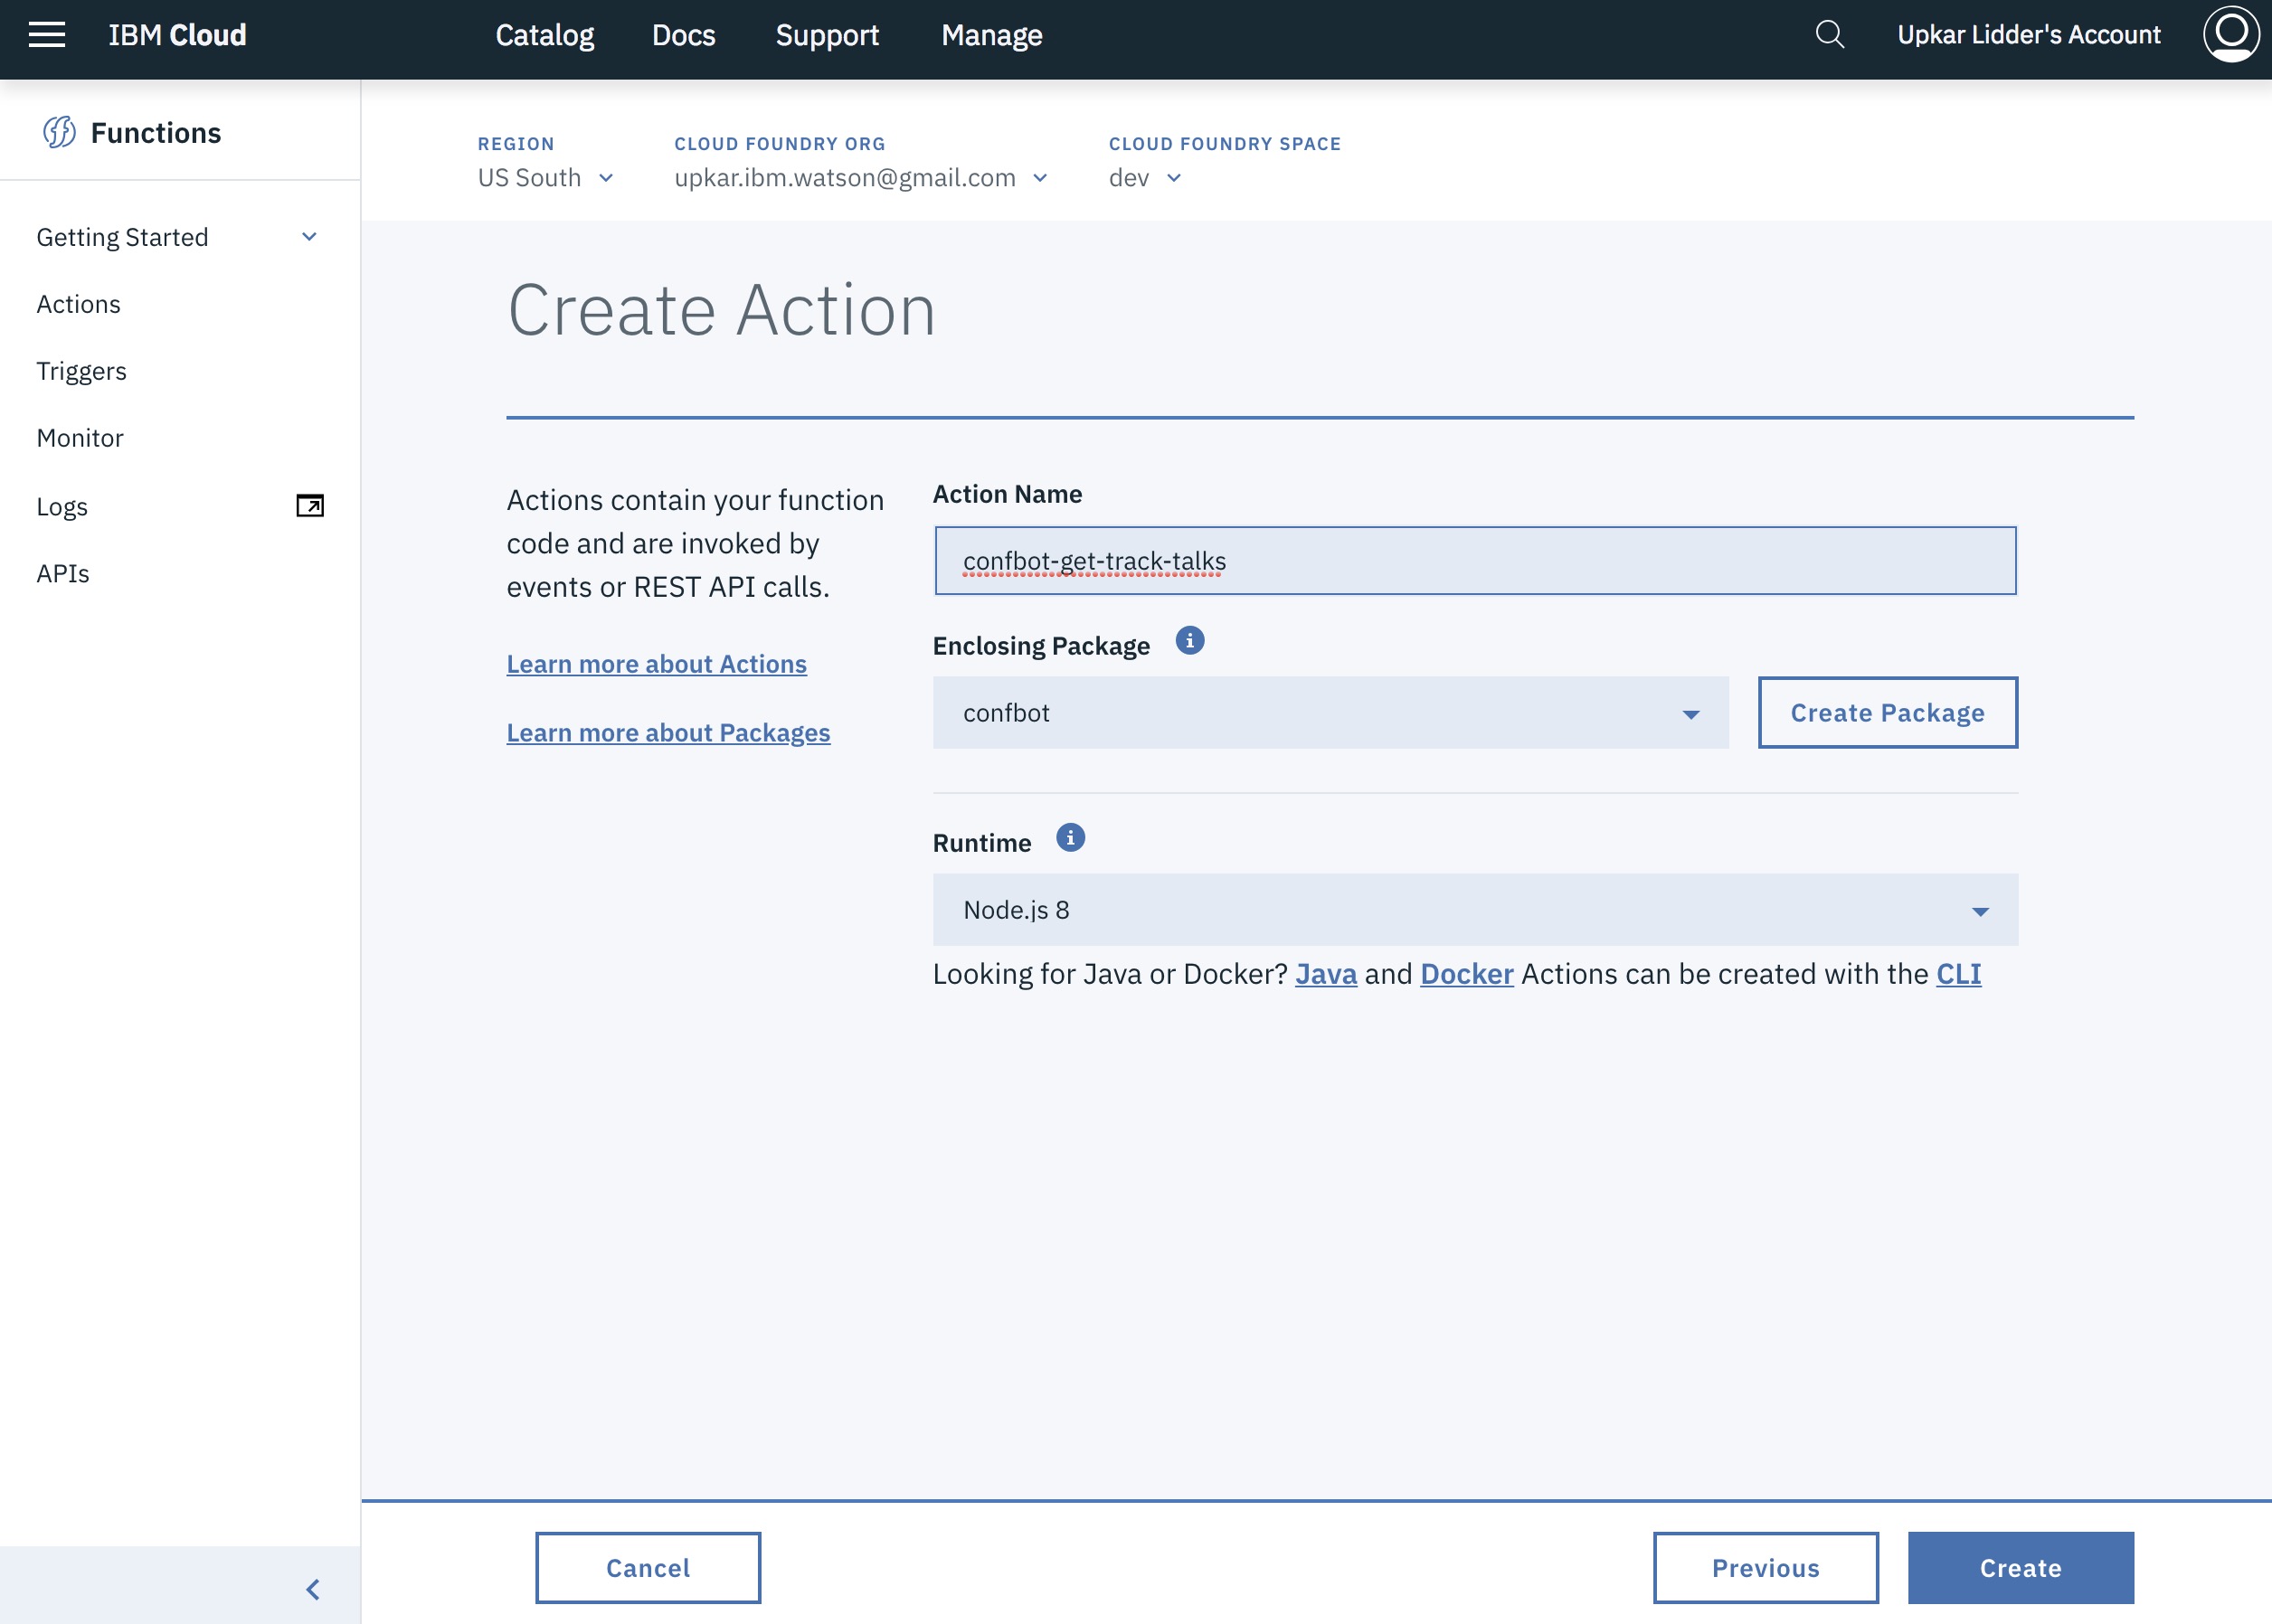 IBM Cloud
Catalog
Docs
Support
Manage
Upkar Lidder's Account
Functions
Getting Started
Actions
Triggers
Monitor
Logs
APIs
REGION
US South
CLOUD FOUNDRY ORG
upkar.ibm.watson@gmail.com
CLOUD FOUNDRY SPACE
dev
Create Action
Actions contain your function
code and are invoked by
events or REST API calls.
Learn more about Actions
Learn more about Packages
Action Name
confbot-get-track-talks
Enclosing Package
confbot
Create Package
Runtime
Node.js 8
Looking for Java or Docker? Java and Docker Actions can be created with the CLI
Cancel
Previous
Create